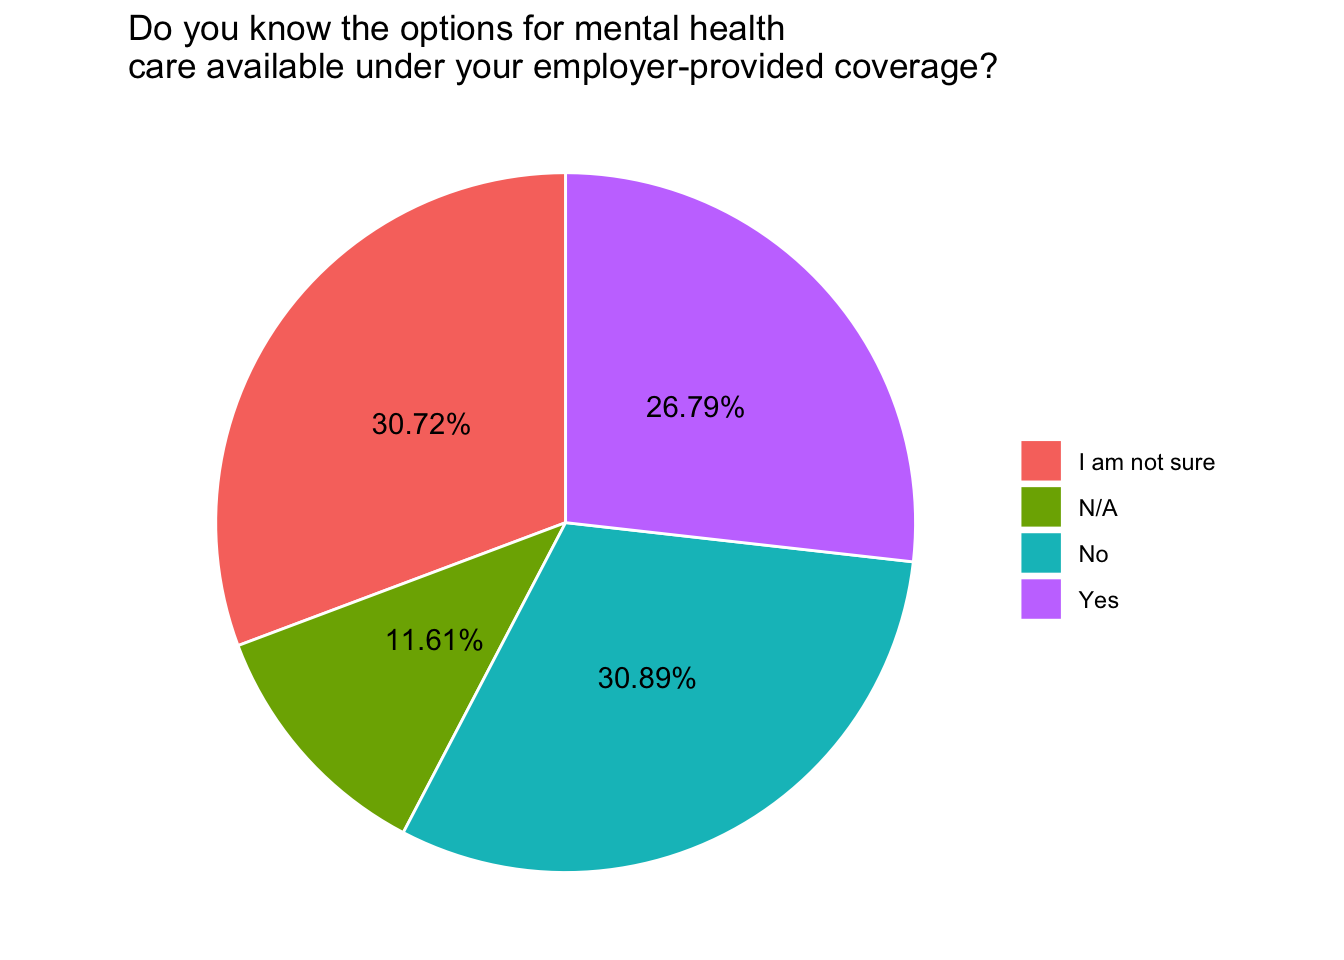 Do you know the options for mental health
care available under your employer-provided coverage?
30.72%
26.79%
11.61%
30.89%
I am not sure
N/A
No
Yes